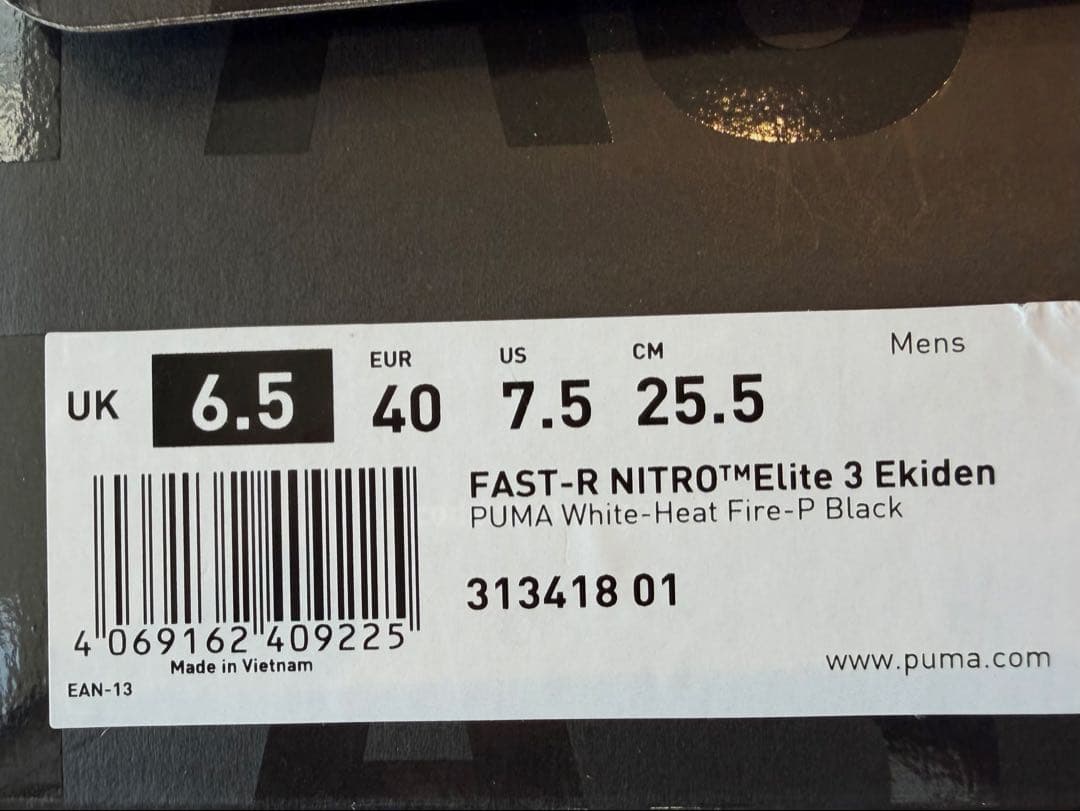 Mens
UK 6.5 EUR 40 US 7.5 CM 25.5
FAST-R NITRO™Elite 3 Ekiden
PUMA White-Heat Fire-P Black
313418 01
4 069162 409225
Made in Vietnam
EAN-13
www.puma.com